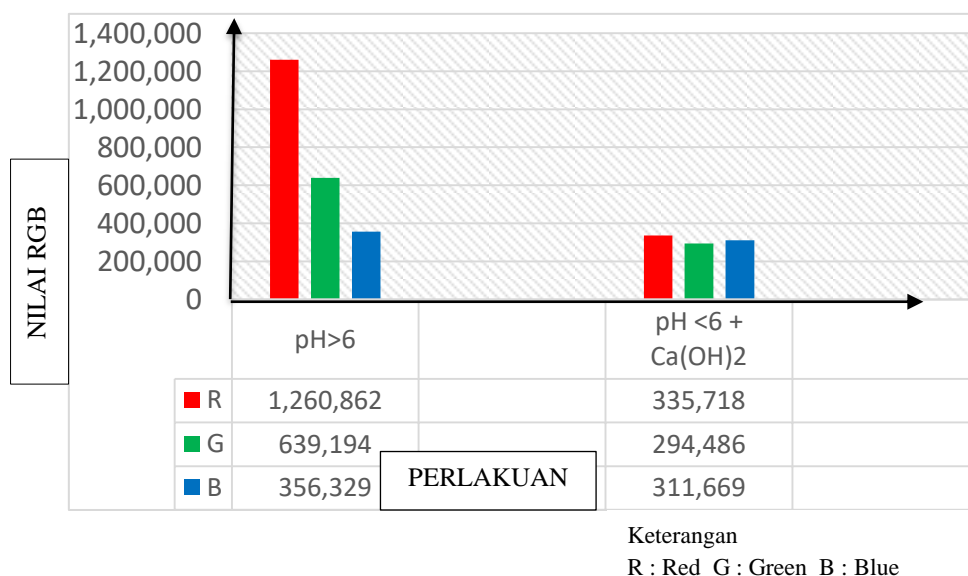 1,400,000
1,200,000
1,000,000
800,000
600,000
400,000
200,000
0
NILAI RGB
pH>6
pH <6 +
Ca(OH)2
R 1,260,862 335,718
G 639,194 294,486
B 356,329 311,669
PERLAKUAN
Keterangan
R : Red G : Green B : Blue